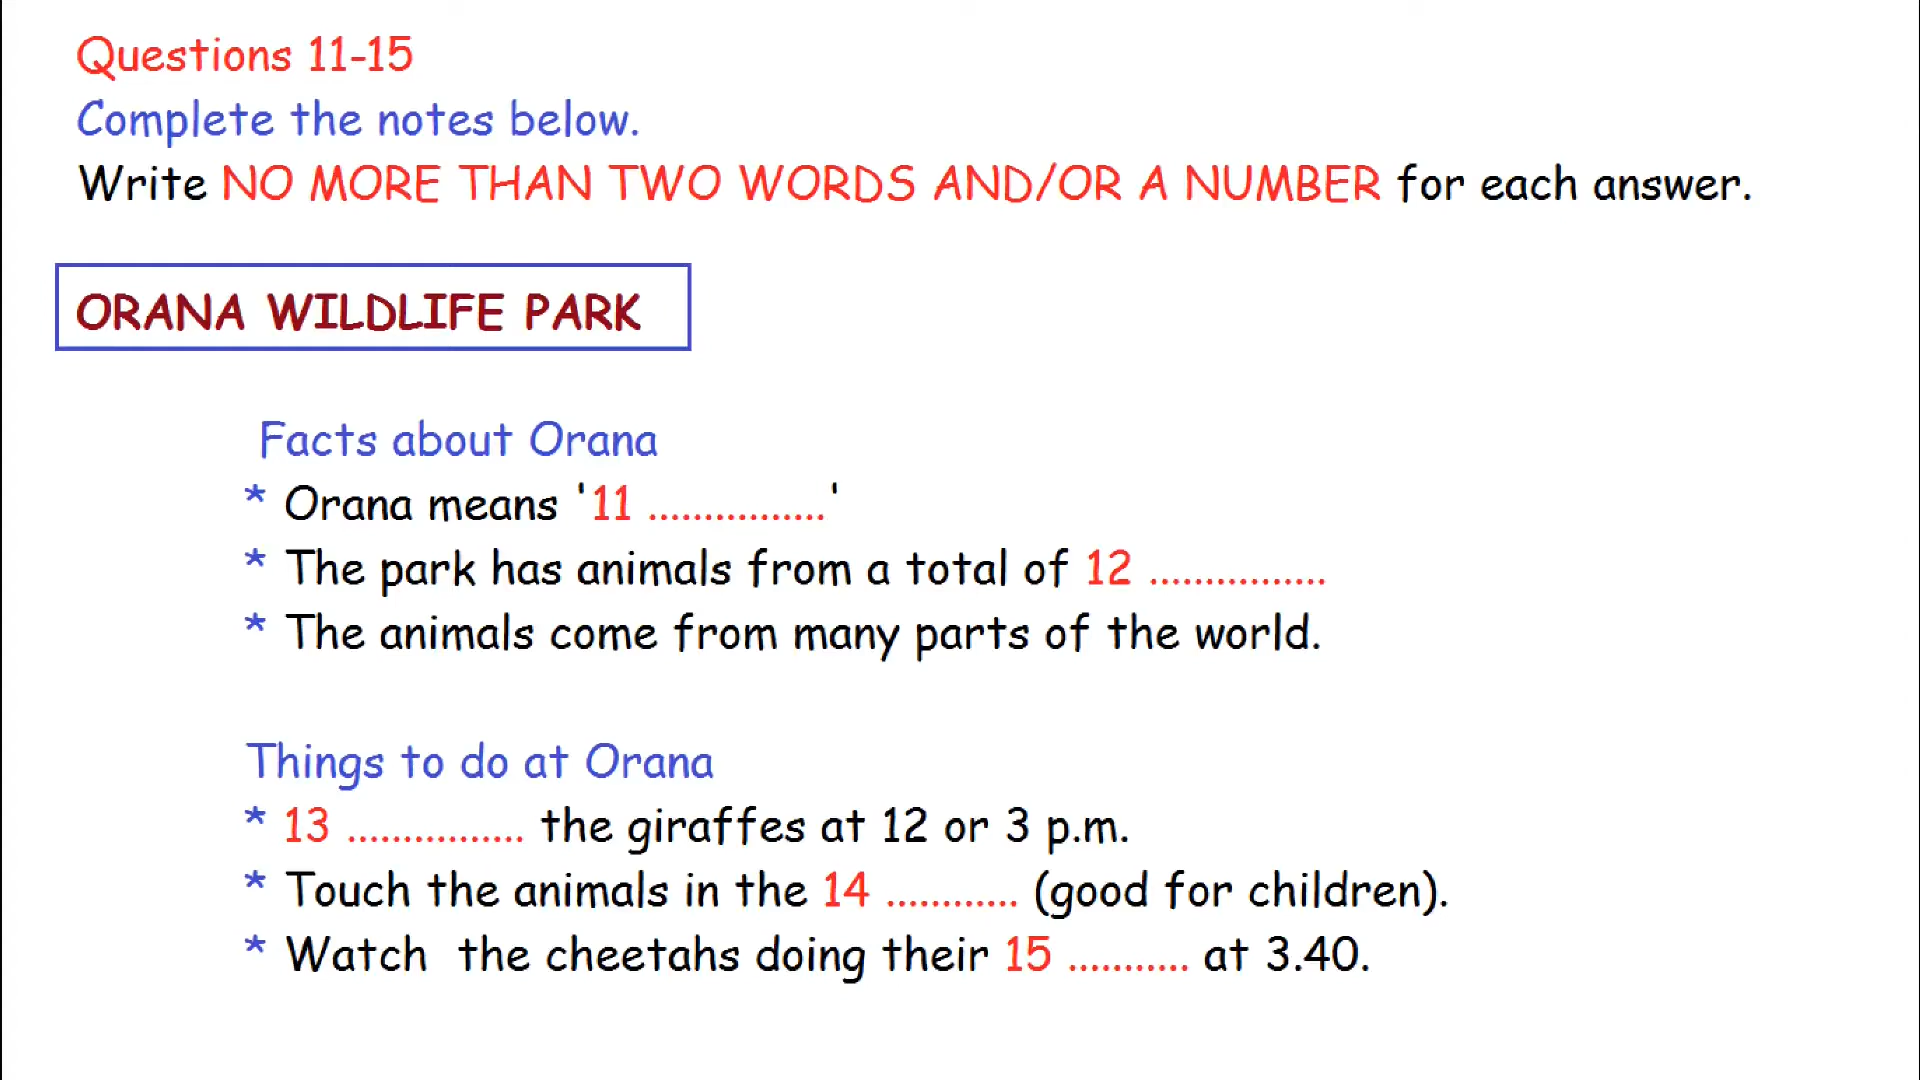 Questions 11-15
Complete the notes below.
Write NO MORE THAN TWO WORDS AND/OR A NUMBER for each answer.
ORANA WILDLIFE PARK
Facts about Orana
* Orana means '11 ................'
* The park has animals from a total of 12 ................
* The animals come from many parts of the world.
Things to do at Orana
* 13 ................ the giraffes at 12 or 3 p.m.
* Touch the animals in the 14 ............ (good for children).
* Watch the cheetahs doing their 15 ........... at 3.40.